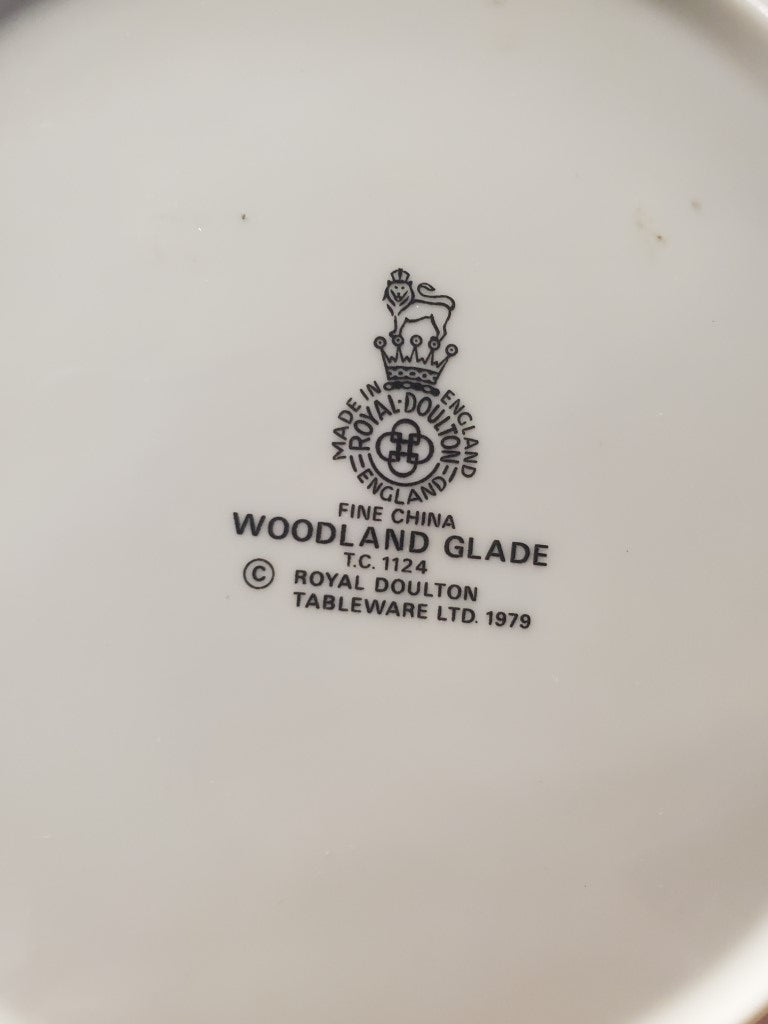 MADE IN ENGLAND
ROYAL·DOULTON
ENGLAND
FINE CHINA
WOODLAND GLADE
T.C. 1124
© ROYAL DOULTON
TABLEWARE LTD. 1979